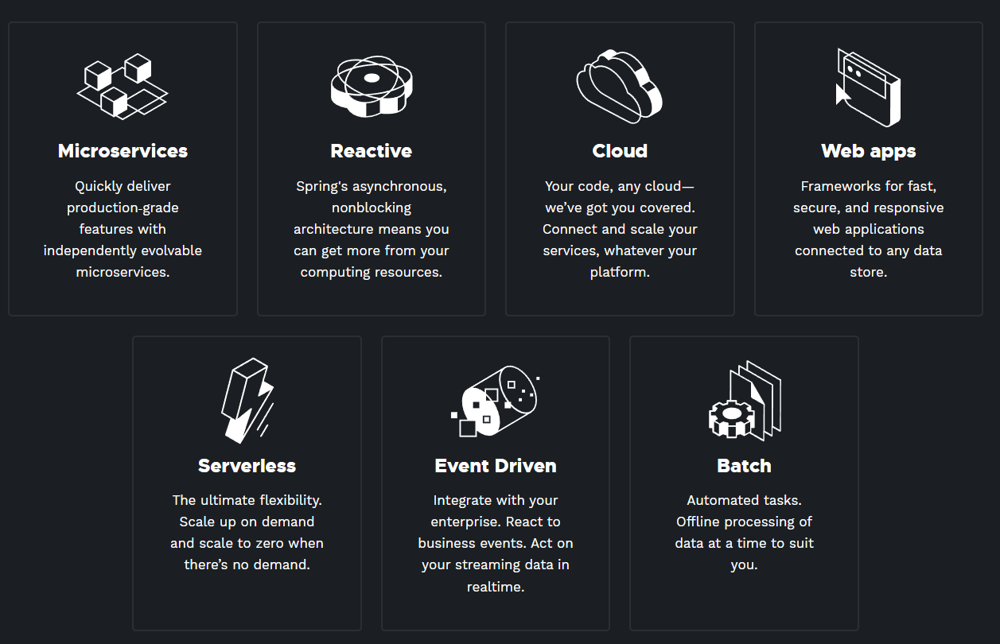 Microservices
Quickly deliver
production‑grade
features with
independently evolvable
microservices.
Reactive
Spring's asynchronous,
nonblocking
architecture means you
can get more from your
computing resources.
Cloud
Your code, any cloud—
we’ve got you covered.
Connect and scale your
services, whatever your
platform.
Web apps
Frameworks for fast,
secure, and responsive
web applications
connected to any data
store.
Serverless
The ultimate flexibility.
Scale up on demand
and scale to zero when
there’s no demand.
Event Driven
Integrate with your
enterprise. React to
business events. Act on
your streaming data in
realtime.
Batch
Automated tasks.
Offline processing of
data at a time to suit
you.